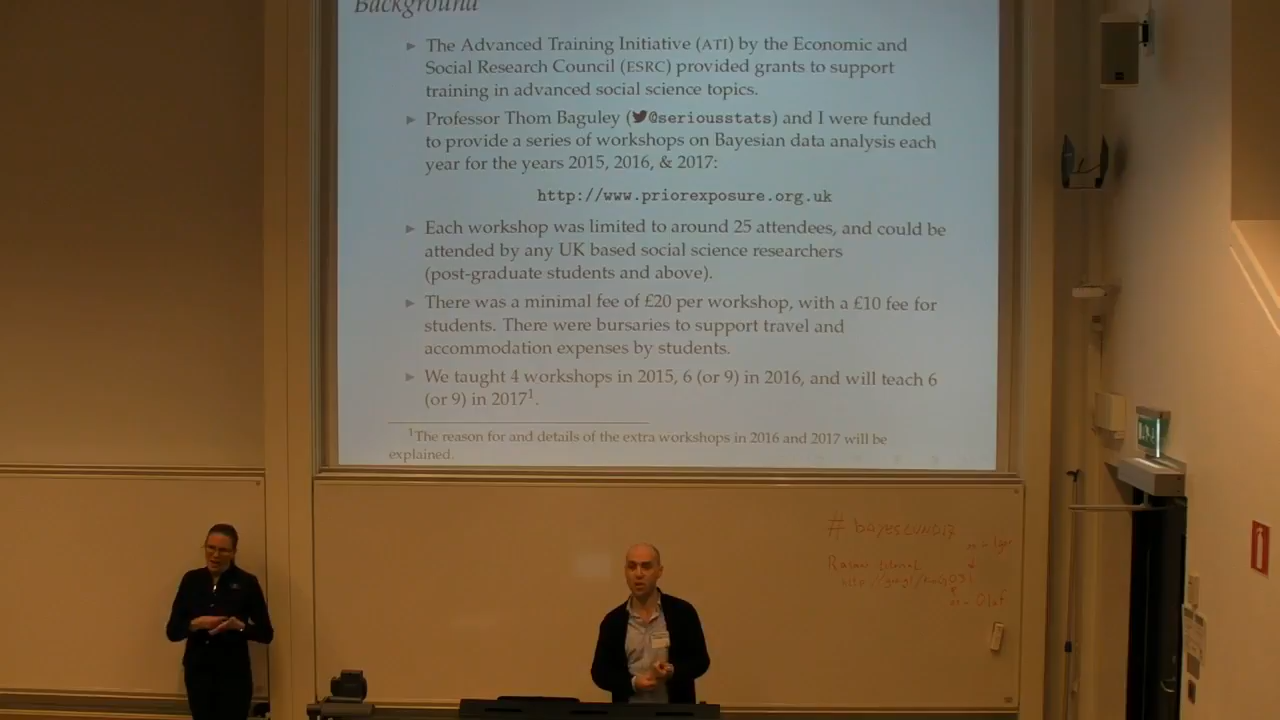 Background
▸ The Advanced Training Initiative (ATI) by the Economic and
Social Research Council (ESRC) provided grants to support
training in advanced social science topics.
▸ Professor Thom Baguley (@seriousstats) and I were funded
to provide a series of workshops on Bayesian data analysis each
year for the years 2015, 2016, & 2017:
http://www.priorexposure.org.uk
▸ Each workshop was limited to around 25 attendees, and could be
attended by any UK based social science researchers
(post-graduate students and above).
▸ There was a minimal fee of £20 per workshop, with a £10 fee for
students. There were bursaries to support travel and
accommodation expenses by students.
▸ We taught 4 workshops in 2015, 6 (or 9) in 2016, and will teach 6
(or 9) in 2017¹.
¹The reason for and details of the extra workshops in 2016 and 2017 will be
explained.
# bayeslund17